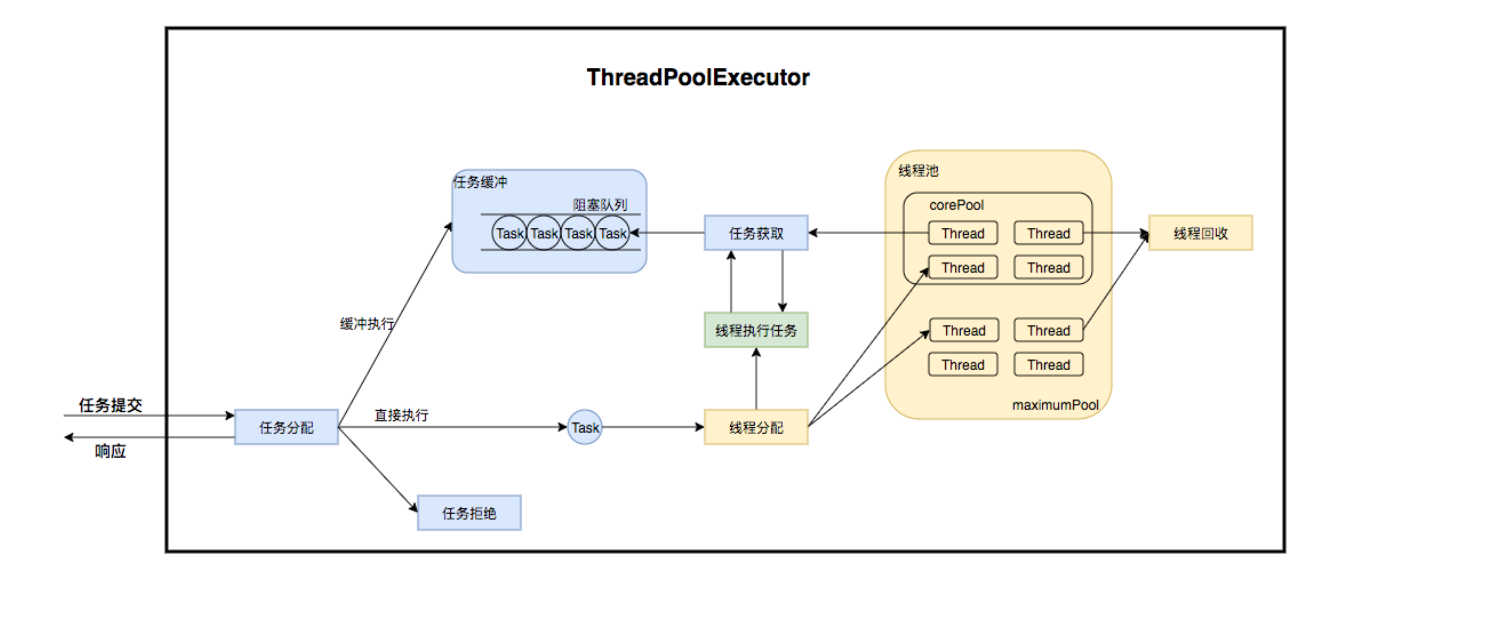 ThreadPoolExecutor
任务缓冲
阻塞队列
Task Task Task Task
任务获取
线程池
corePool
Thread Thread
Thread Thread
线程回收
缓冲执行
线程执行任务
Thread Thread
Thread Thread
maximumPool
任务提交
响应
任务分配
直接执行
Task
线程分配
任务拒绝